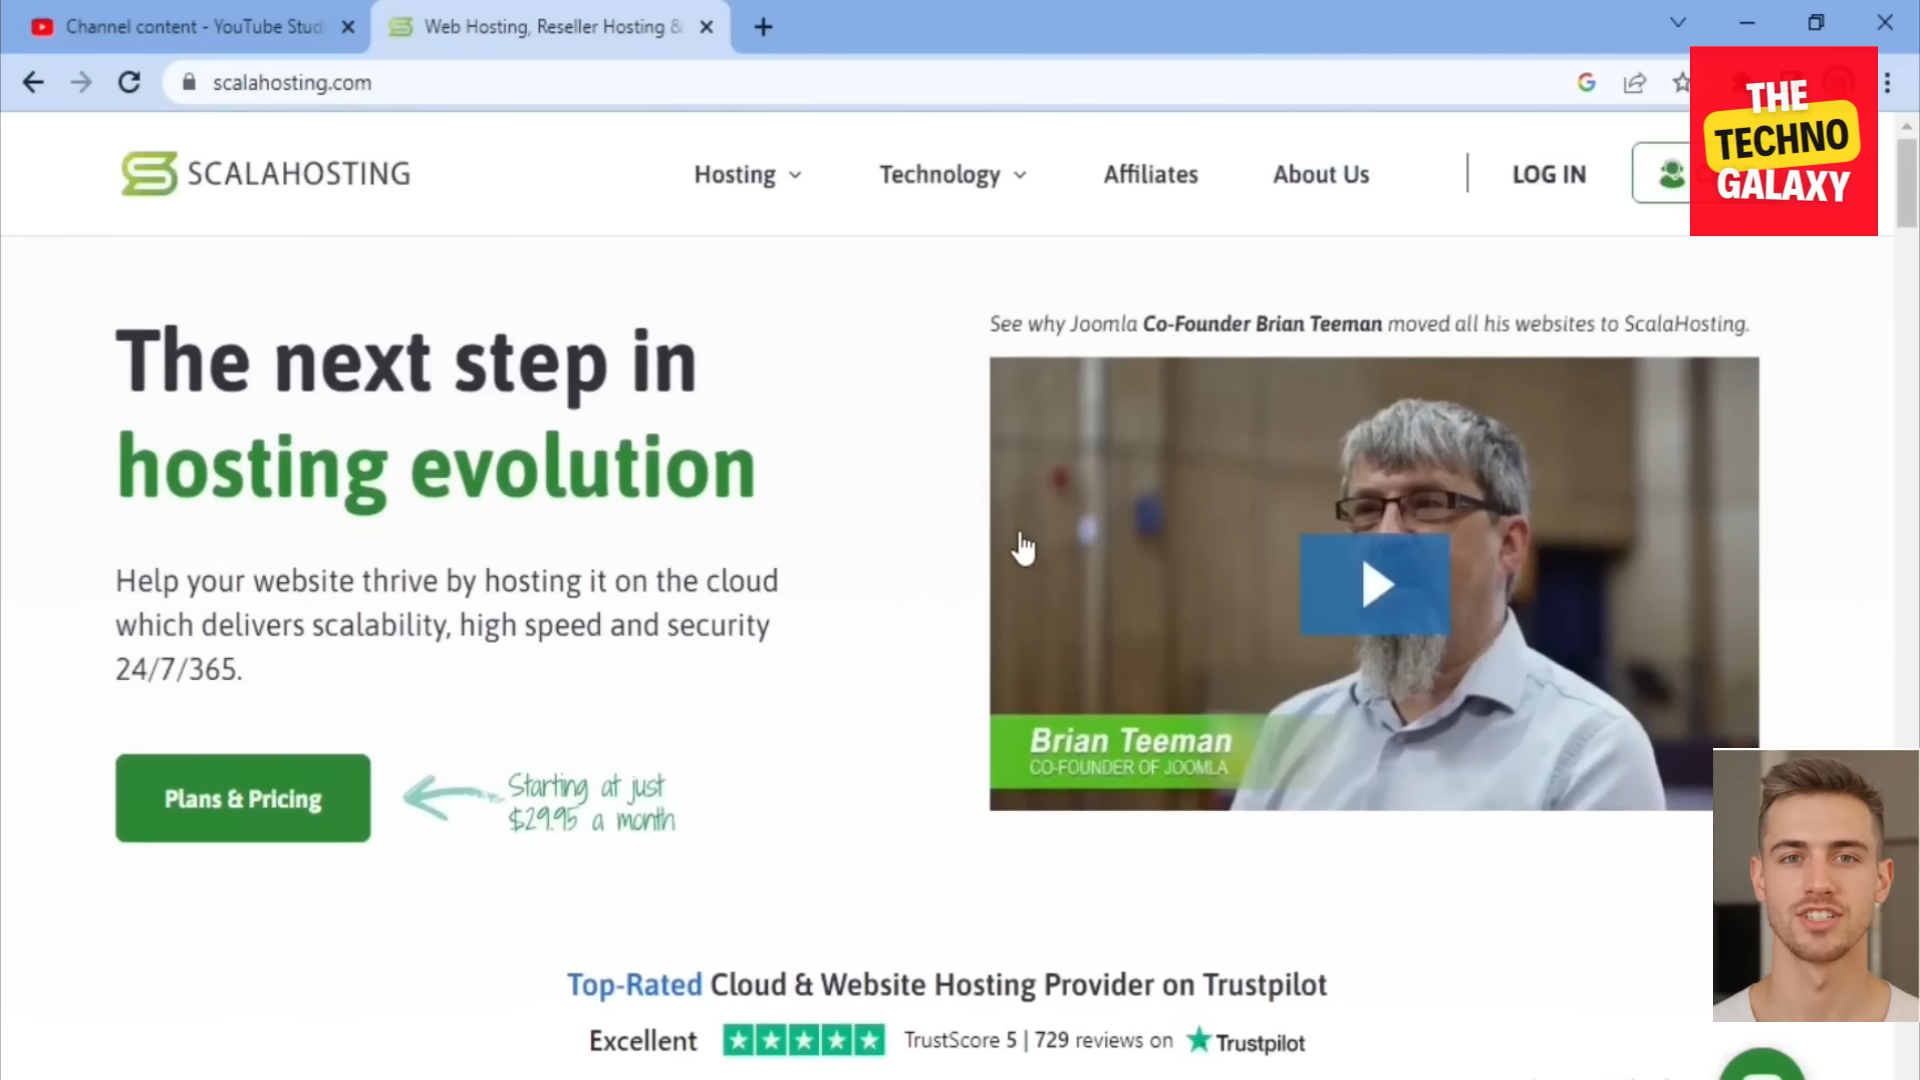 Channel content - YouTube Stud
Web Hosting, Reseller Hosting &
scalahosting.com
THE
TECHNO
GALAXY
SCALAHOSTING
Hosting
Technology
Affiliates
About Us
LOG IN
The next step in
hosting evolution
See why Joomla Co-Founder Brian Teeman moved all his websites to ScalaHosting.
Help your website thrive by hosting it on the cloud
which delivers scalability, high speed and security
24/7/365.
Brian Teeman
CO-FOUNDER OF JOOMLA
Plans & Pricing
Starting at just
$29.95 a month
Top-Rated Cloud & Website Hosting Provider on Trustpilot
Excellent
TrustScore 5 | 729 reviews on
Trustpilot